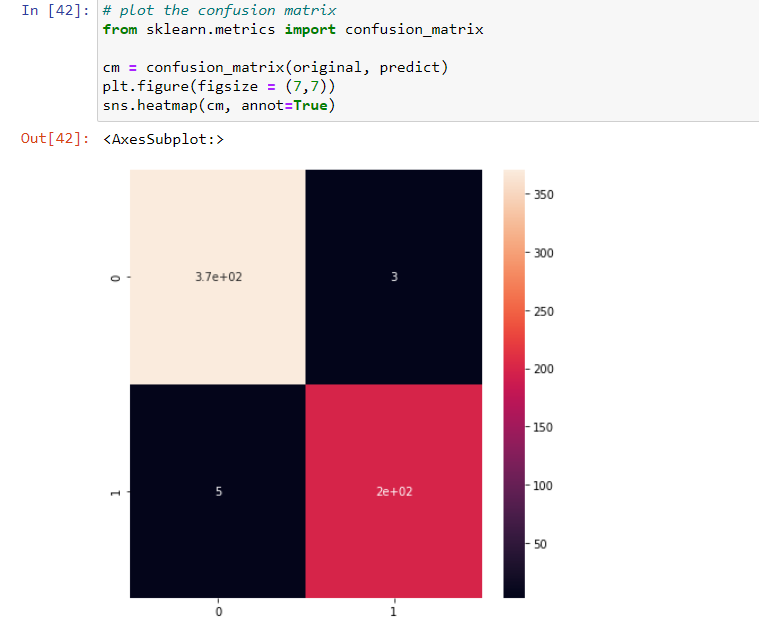 In [42]: # plot the confusion matrix
from sklearn.metrics import confusion_matrix
cm = confusion_matrix(original, predict)
plt.figure(figsize = (7,7))
sns.heatmap(cm, annot=True)
Out[42]: <AxesSubplot:>
350
3.7e+02 3
0
300
250
200
150
5 2e+02
1
100
50
0 1